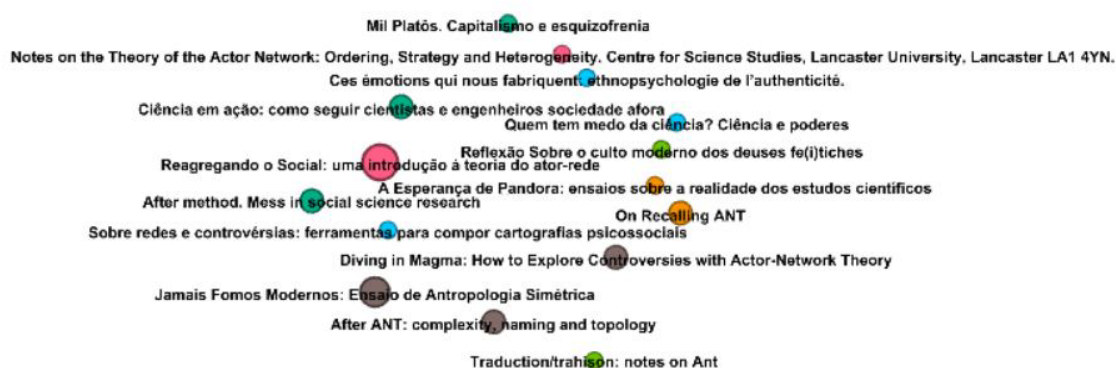 Mil Platôs. Capitalismo e esquizofrenia
Notes on the Theory of the Actor Network: Ordering, Strategy and Heterogeneity. Centre for Science Studies, Lancaster University, Lancaster LA1 4YN.
Ces émotions qui nous fabriquent: ethnopsychologie de l'authenticité.
Ciência em ação: como seguir cientistas e engenheiros sociedade afora
Quem tem medo da ciência? Ciência e poderes
Reflexão Sobre o culto moderno dos deuses fe(i)tiches
Reagregando o Social: uma introdução à teoria do ator-rede
A Esperança de Pandora: ensaios sobre a realidade dos estudos científicos
After method. Mess in social science research
On Recalling ANT
Sobre redes e controvérsias: ferramentas para compor cartografias psicossociais
Diving in Magma: How to Explore Controversies with Actor-Network Theory
Jamais Fomos Modernos: Ensaio de Antropologia Simétrica
After ANT: complexity, naming and topology
Traduction/trahison: notes on Ant